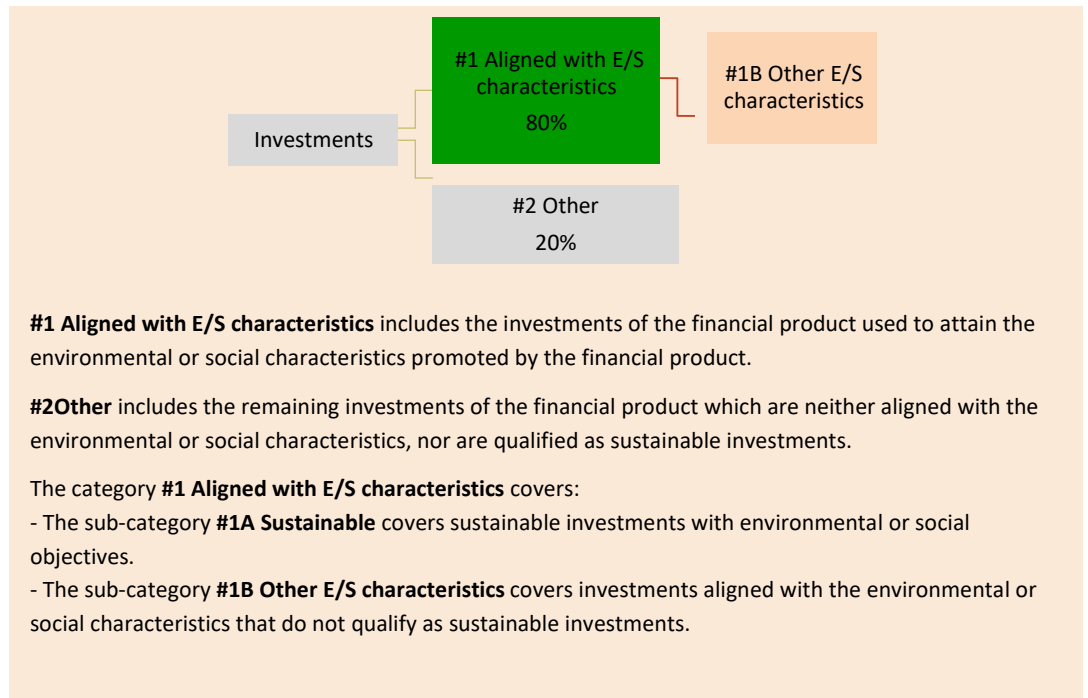 #1 Aligned with E/S
characteristics
80%
#1B Other E/S
characteristics
Investments
#2 Other
20%
#1 Aligned with E/S characteristics includes the investments of the financial product used to attain the
environmental or social characteristics promoted by the financial product.
#2Other includes the remaining investments of the financial product which are neither aligned with the
environmental or social characteristics, nor are qualified as sustainable investments.
The category #1 Aligned with E/S characteristics covers:
- The sub-category #1A Sustainable covers sustainable investments with environmental or social
objectives.
- The sub-category #1B Other E/S characteristics covers investments aligned with the environmental or
social characteristics that do not qualify as sustainable investments.